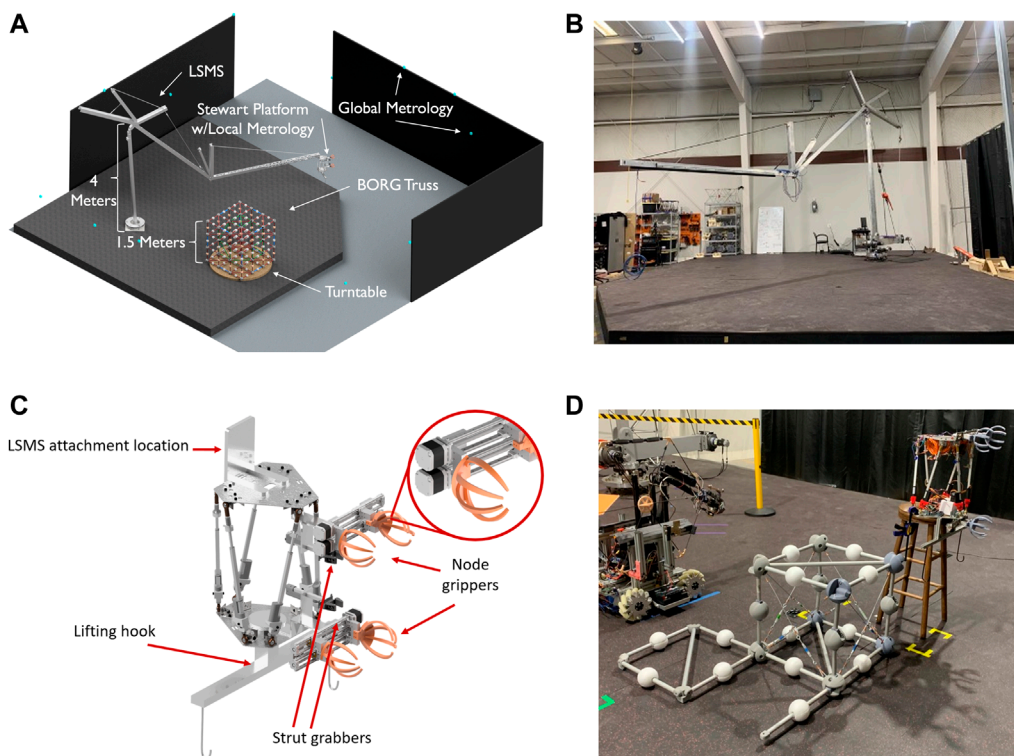 A
LSMS
Global Metrology
Stewart Platform
w/Local Metrology
BORG Truss
4
Meters
1.5 Meters
Turntable
B
C
LSMS attachment location
Node
grippers
Lifting hook
Strut grabbers
D